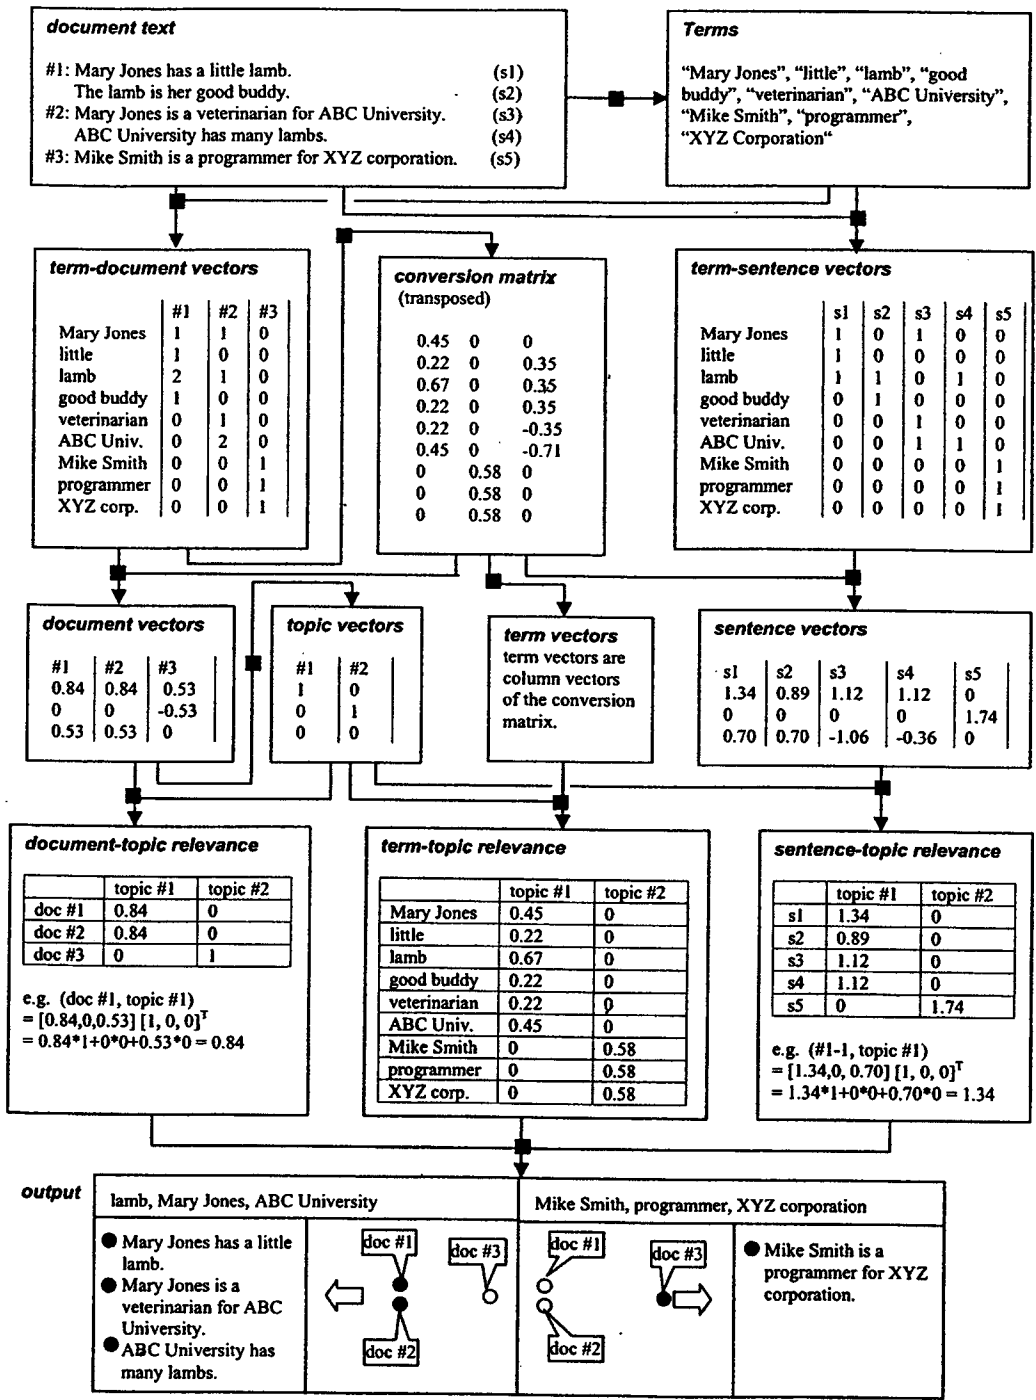 document text
#1: Mary Jones has a little lamb. (s1)
The lamb is her good buddy. (s2)
#2: Mary Jones is a veterinarian for ABC University. (s3)
ABC University has many lambs. (s4)
#3: Mike Smith is a programmer for XYZ corporation. (s5)
Terms
“Mary Jones”, “little”, “lamb”, “good
buddy”, “veterinarian”, “ABC University”,
“Mike Smith”, “programmer”,
“XYZ Corporation“
term-document vectors
#1 #2 #3
Mary Jones 1 1 0
little 1 0 0
lamb 2 1 0
good buddy 1 0 0
veterinarian 0 1 0
ABC Univ. 0 2 0
Mike Smith 0 0 1
programmer 0 0 1
XYZ corp. 0 0 1
conversion matrix
(transposed)
0.45 0 0
0.22 0 0.35
0.67 0 0.35
0.22 0 0.35
0.22 0 -0.35
0.45 0 -0.71
0 0.58 0
0 0.58 0
0 0.58 0
term-sentence vectors
s1 s2 s3 s4 s5
Mary Jones 1 0 1 0 0
little 1 0 0 0 0
lamb 1 1 0 1 0
good buddy 0 1 0 0 0
veterinarian 0 0 1 0 0
ABC Univ. 0 0 1 1 0
Mike Smith 0 0 0 0 1
programmer 0 0 0 0 1
XYZ corp. 0 0 0 0 1
document vectors
#1 #2 #3
0.84 0.84 0.53
0 0 -0.53
0.53 0.53 0
topic vectors
#1 #2
1 0
0 1
0 0
term vectors
term vectors are
column vectors
of the conversion
matrix.
sentence vectors
s1 s2 s3 s4 s5
1.34 0.89 1.12 1.12 0
0 0 0 0 1.74
0.70 0.70 -1.06 -0.36 0
document-topic relevance
topic #1 topic #2
doc #1 0.84 0
doc #2 0.84 0
doc #3 0 1
e.g. (doc #1, topic #1)
= [0.84,0,0.53] [1, 0, 0]T
= 0.84*1+0*0+0.53*0 = 0.84
term-topic relevance
topic #1 topic #2
Mary Jones 0.45 0
little 0.22 0
lamb 0.67 0
good buddy 0.22 0
veterinarian 0.22 0
ABC Univ. 0.45 0
Mike Smith 0 0.58
programmer 0 0.58
XYZ corp. 0 0.58
sentence-topic relevance
topic #1 topic #2
s1 1.34 0
s2 0.89 0
s3 1.12 0
s4 1.12 0
s5 0 1.74
e.g. (#1-1, topic #1)
= [1.34,0, 0.70] [1, 0, 0]T
= 1.34*1+0*0+0.70*0 = 1.34
output
lamb, Mary Jones, ABC University
Mary Jones has a little
lamb.
Mary Jones is a
veterinarian for ABC
University.
ABC University has
many lambs.
doc #1
doc #3
doc #2
Mike Smith, programmer, XYZ corporation
doc #1
doc #3
doc #2
Mike Smith is a
programmer for XYZ
corporation.